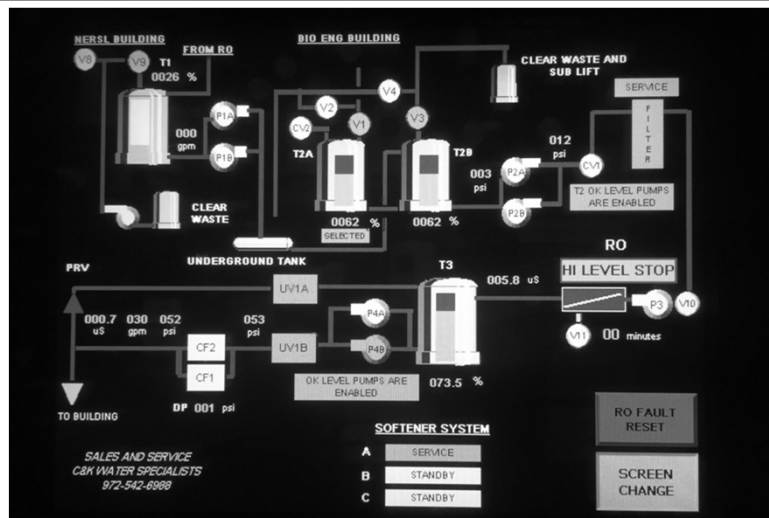 NERSL BUILDING
FROM RO
V8
V9
T1
0026 %
000
gpm
P1A
P1B
CLEAR
WASTE
UNDERGROUND TANK
BIO ENG BUILDING
CLEAR WASTE AND
SUB LIFT
V4
V2
CV2
V1
V3
T2A
T2B
0062 %
SELECTED
0062 %
003
psi
P2A
P2B
012
psi
CV1
SERVICE
FILTER
T2 OK LEVEL PUMPS
ARE ENABLED
RO
HI LEVEL STOP
P3
V10
V11
00 minutes
T3
005.8 uS
073.5 %
PRV
UV1A
UV1B
P4A
P4B
000.7
uS
030
gpm
052
psi
053
psi
CF2
CF1
DP 001 psi
TO BUILDING
OK LEVEL PUMPS ARE
ENABLED
SOFTENER SYSTEM
A SERVICE
B STANDBY
C STANDBY
RO FAULT
RESET
SCREEN
CHANGE
SALES AND SERVICE
C&K WATER SPECIALISTS
972-542-6988